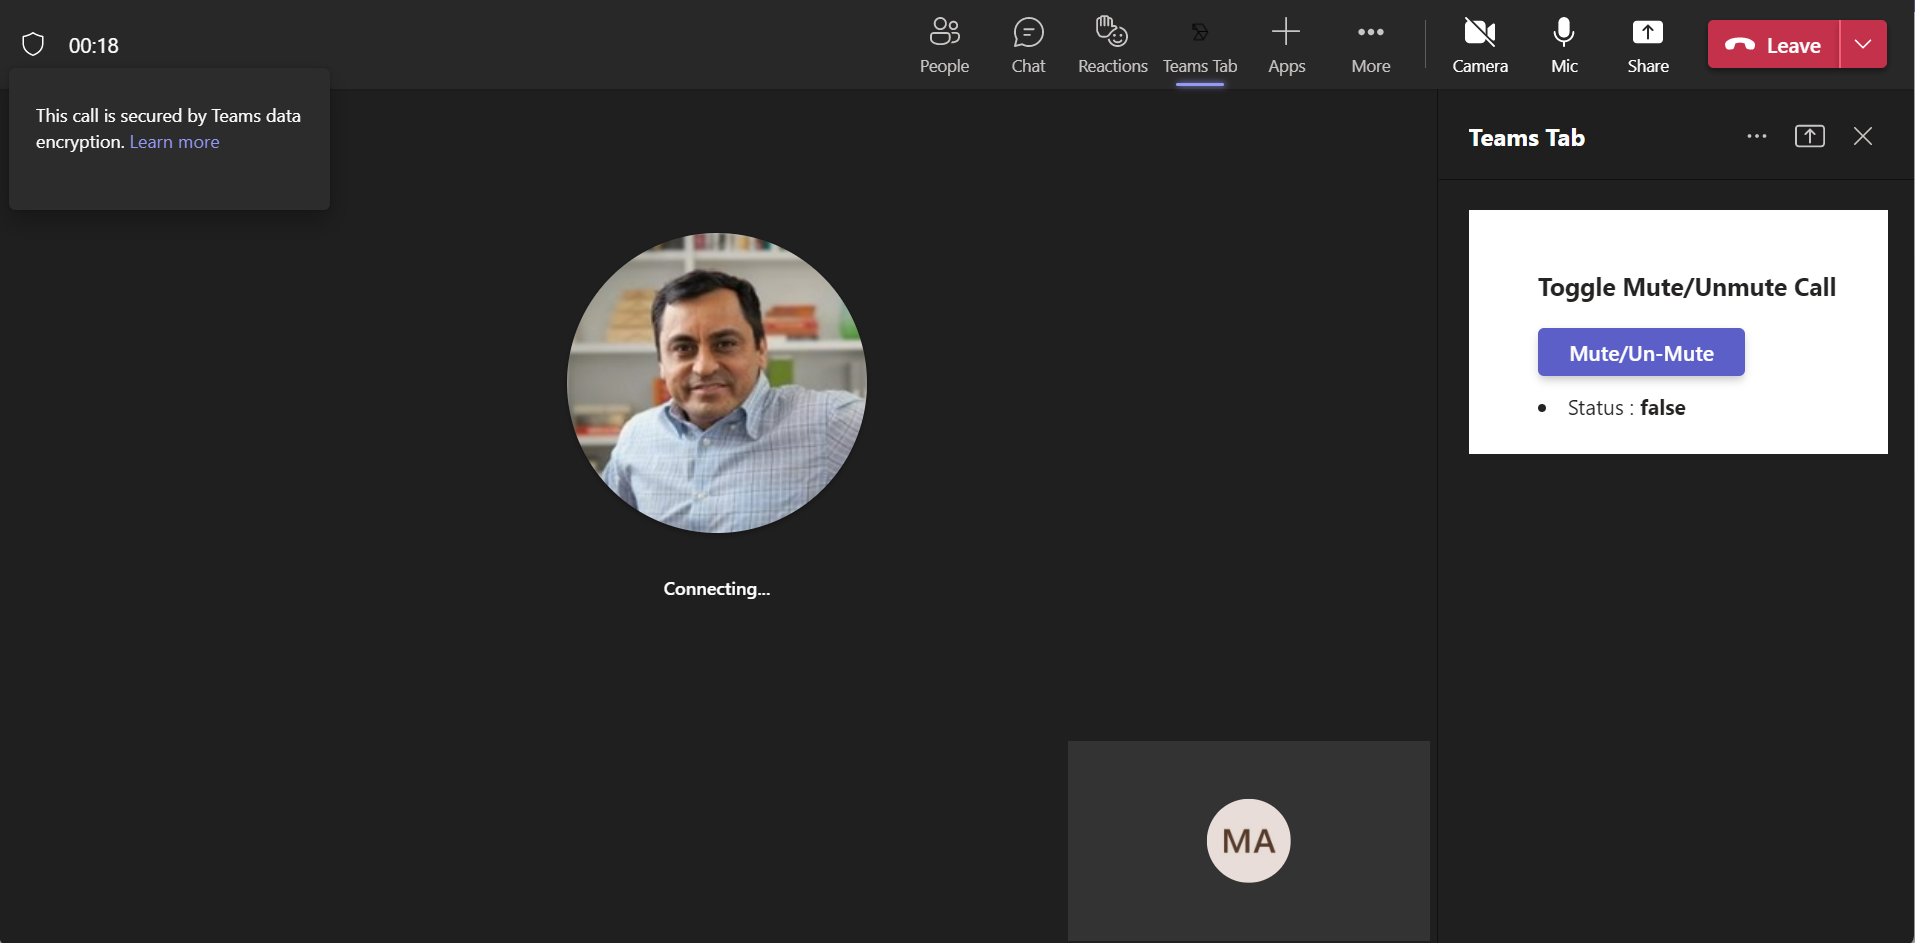 00:18
People
Chat
Reactions
Teams Tab
Apps
More
Camera
Mic
Share
Leave
This call is secured by Teams data
encryption. Learn more
Connecting...
MA
Teams Tab
Toggle Mute/Unmute Call
Mute/Un-Mute
Status : false